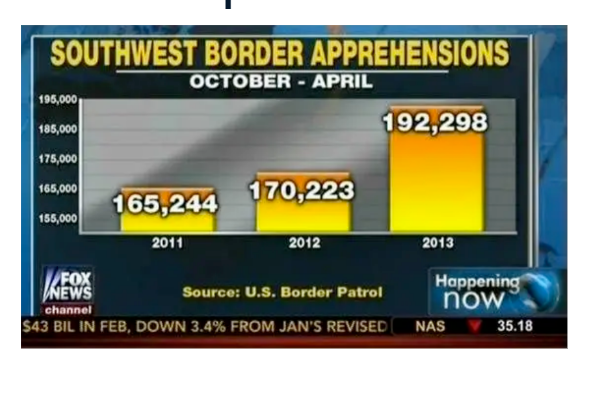 SOUTHWEST BORDER APPREHENSIONS
OCTOBER - APRIL
195,000
185,000
175,000
165,000
155,000
165,244
170,223
192,298
2011
2012
2013
FOX
NEWS
channel
Source: U.S. Border Patrol
Happening
now
$43 BIL IN FEB, DOWN 3.4% FROM JAN'S REVISED
NAS ▼ 35.18